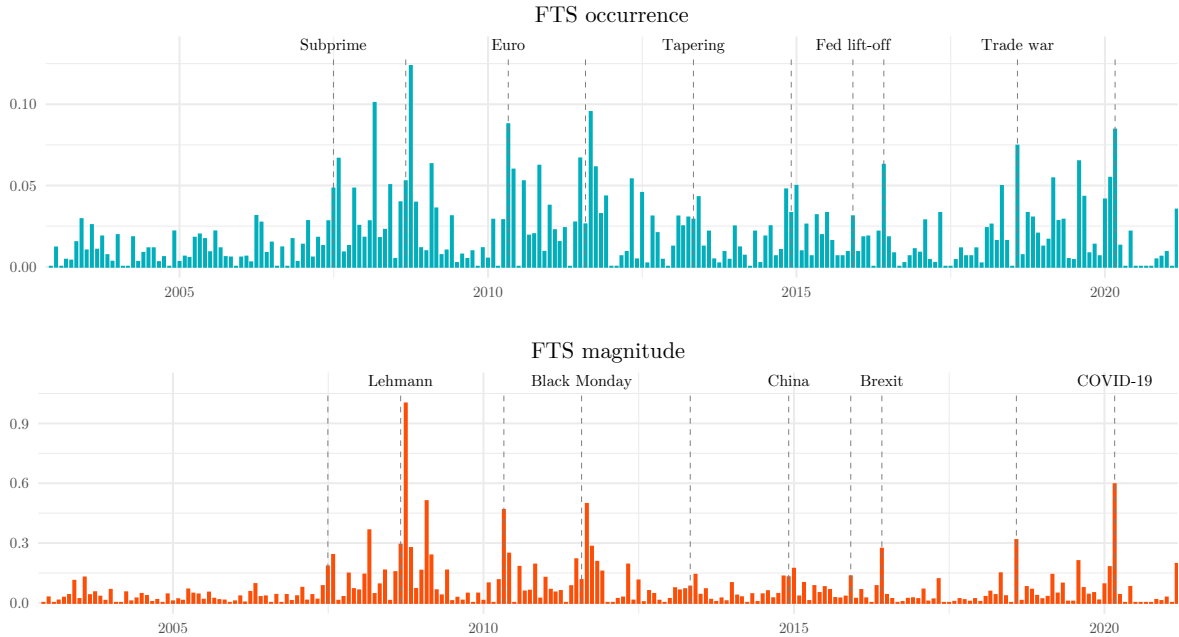 FTS occurrence
Subprime Euro Tapering Fed lift-off Trade war
0.10
0.05
0.00
2005 2010 2015 2020
FTS magnitude
Lehmann Black Monday China Brexit COVID-19
0.9
0.6
0.3
0.0
2005 2010 2015 2020